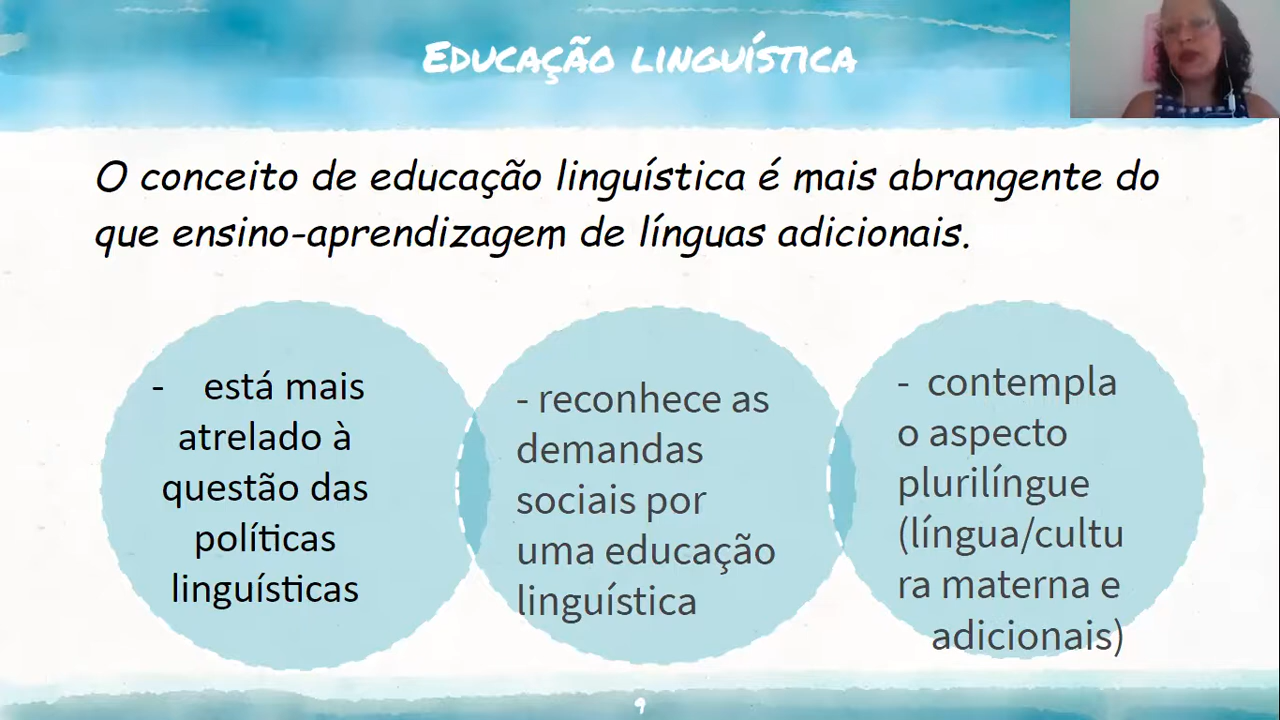 EDUCAÇÃO LINGUÍSTICA
O conceito de educação linguística é mais abrangente do
que ensino-aprendizagem de línguas adicionais.
- está mais
atrelado à
questão das
políticas
linguísticas
- reconhece as
demandas
sociais por
uma educação
linguística
- contempla
o aspecto
plurilíngue
(língua/cultu
ra materna e
adicionais)
9